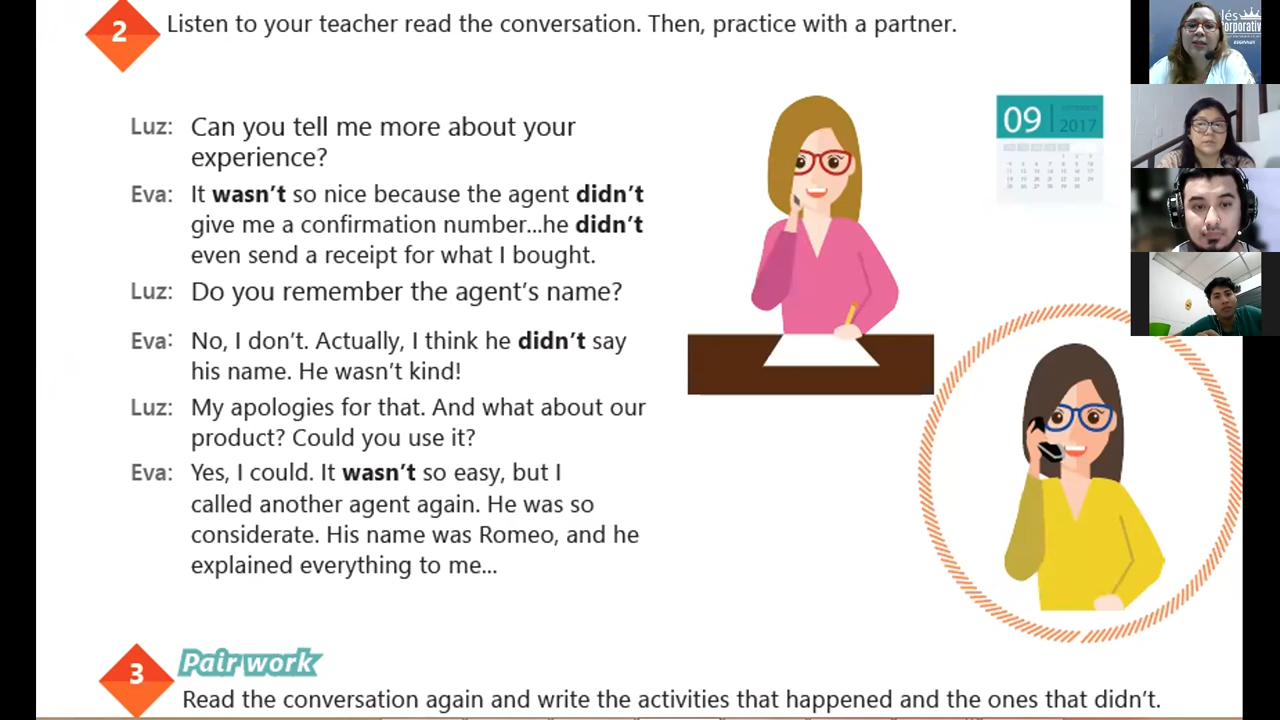 2
Listen to your teacher read the conversation. Then, practice with a partner.
Luz: Can you tell me more about your
experience?
Eva: It wasn't so nice because the agent didn't
give me a confirmation number...he didn't
even send a receipt for what I bought.
Luz: Do you remember the agent's name?
Eva: No, I don't. Actually, I think he didn't say
his name. He wasn't kind!
Luz: My apologies for that. And what about our
product? Could you use it?
Eva: Yes, I could. It wasn't so easy, but I
called another agent again. He was so
considerate. His name was Romeo, and he
explained everything to me...
09
2017
lés
orporativ
3
Pair work
Read the conversation again and write the activities that happened and the ones that didn't.